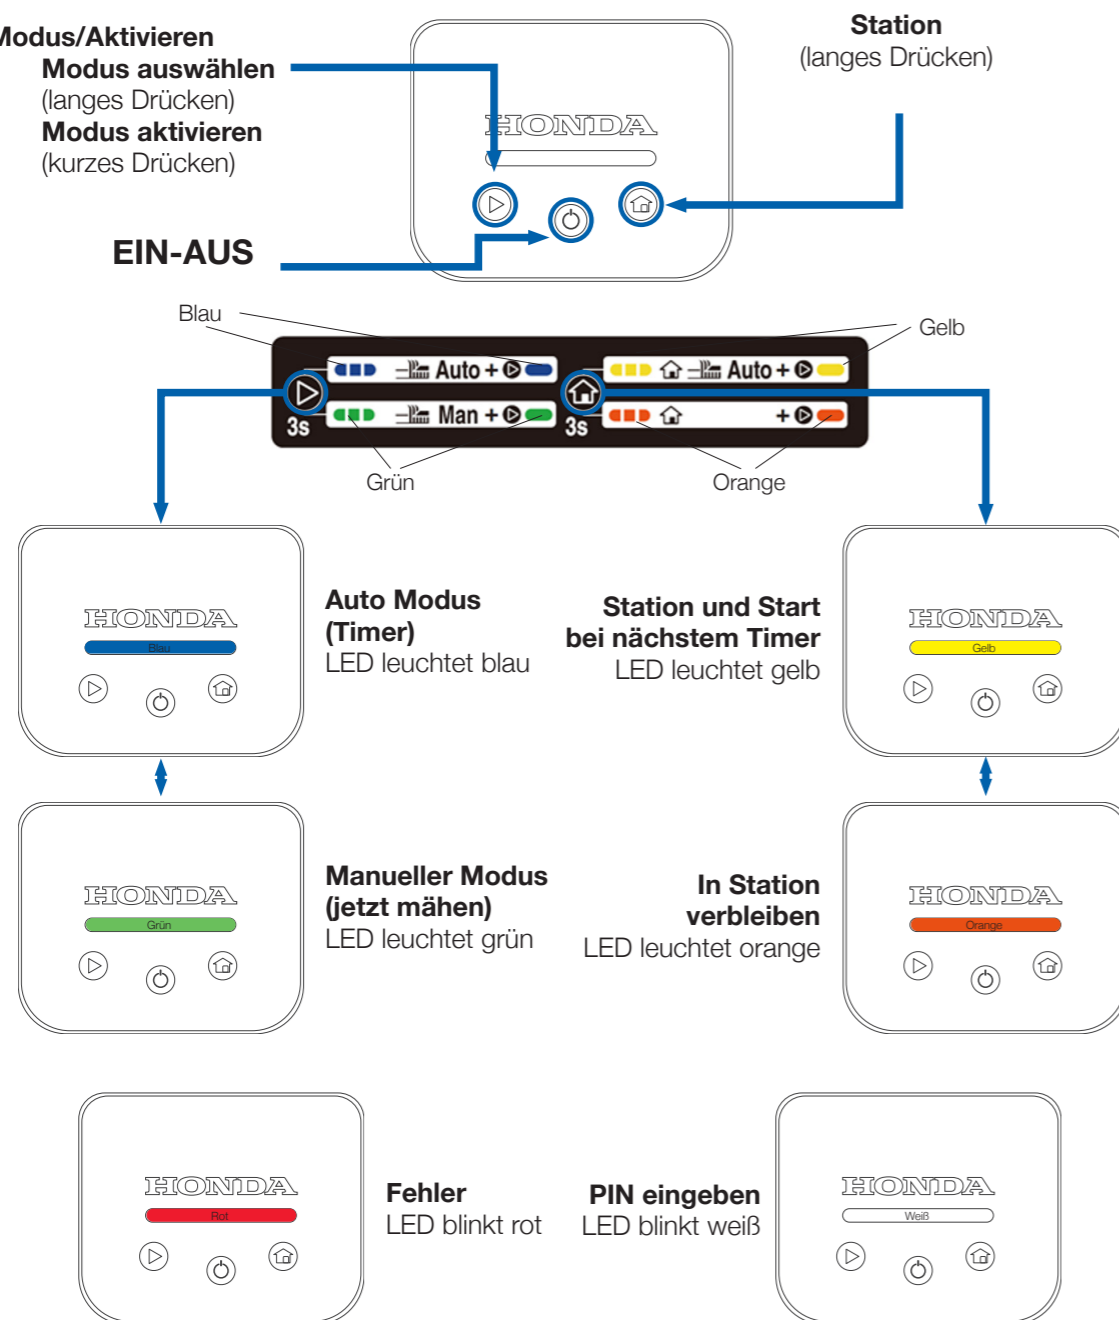 Modus/Aktivieren
Modus auswählen
(langes Drücken)
Modus aktivieren
(kurzes Drücken)
Station
(langes Drücken)
HONDA
EIN-AUS
Blau
Gelb
Auto +
Auto +
3s
Man +
3s
+
Grün
Orange
HONDA
Blau
Auto Modus
(Timer)
LED leuchtet blau
Station und Start
bei nächstem Timer
LED leuchtet gelb
HONDA
Gelb
HONDA
Grün
Manueller Modus
(jetzt mähen)
LED leuchtet grün
In Station
verbleiben
LED leuchtet orange
HONDA
Orange
HONDA
Rot
Fehler
LED blinkt rot
PIN eingeben
LED blinkt weiß
HONDA
Weiß